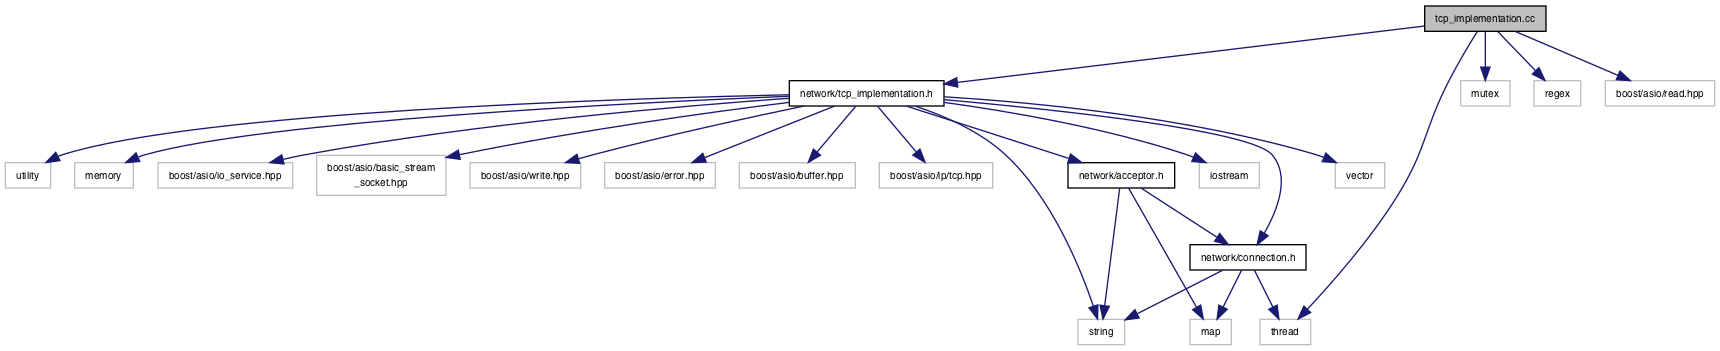 tcp_implementation.cc
network/tcp_implementation.h
mutex
regex
boost/asio/read.hpp
utility
memory
boost/asio/io_service.hpp
boost/asio/basic_stream
_socket.hpp
boost/asio/write.hpp
boost/asio/error.hpp
boost/asio/buffer.hpp
boost/asio/ip/tcp.hpp
network/acceptor.h
iostream
vector
network/connection.h
string
map
thread